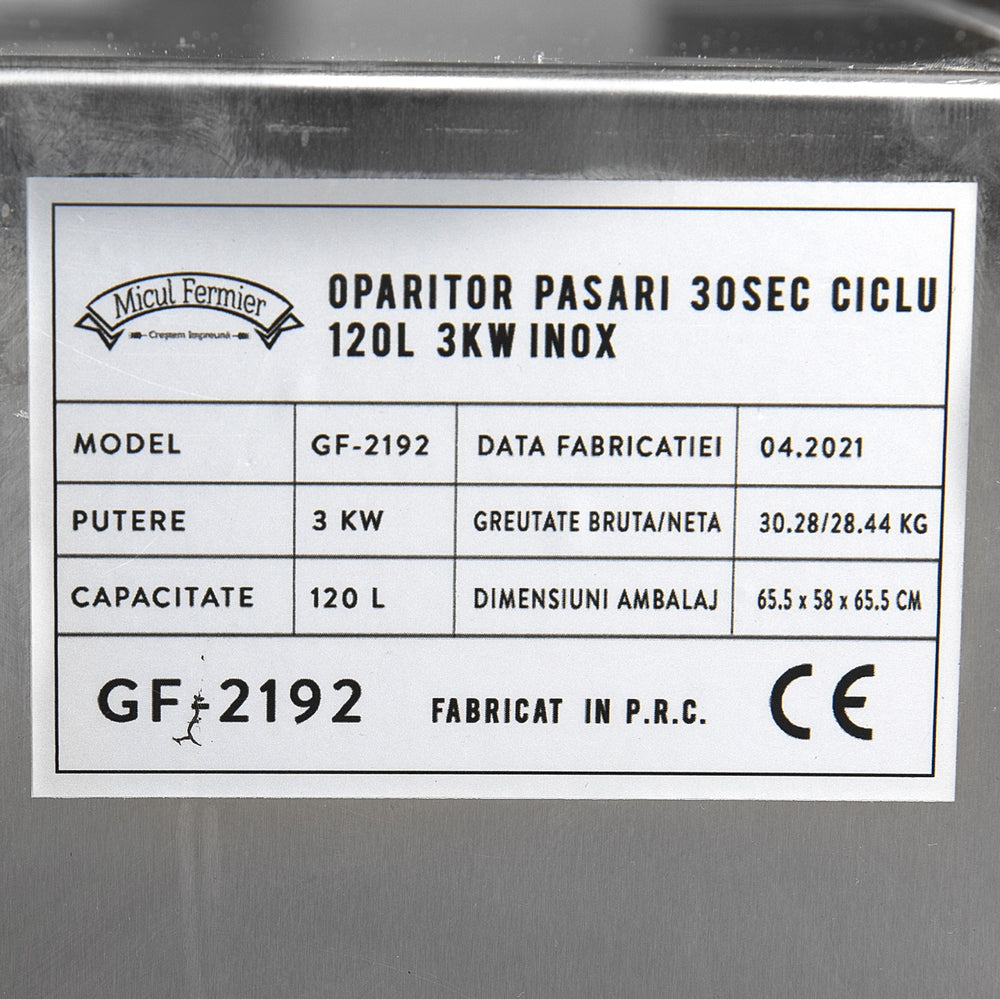 Micul Fermier
Creștem împreună
OPARITOR PASARI 30SEC CICLU
120L 3KW INOX
MODEL GF-2192 DATA FABRICATIEI 04.2021
PUTERE 3 KW GREUTATE BRUTA/NETA 30.28/28.44 KG
CAPACITATE 120 L DIMENSIUNI AMBALAJ 65.5 x 58 x 65.5 CM
GF-2192 FABRICAT IN P.R.C. CE